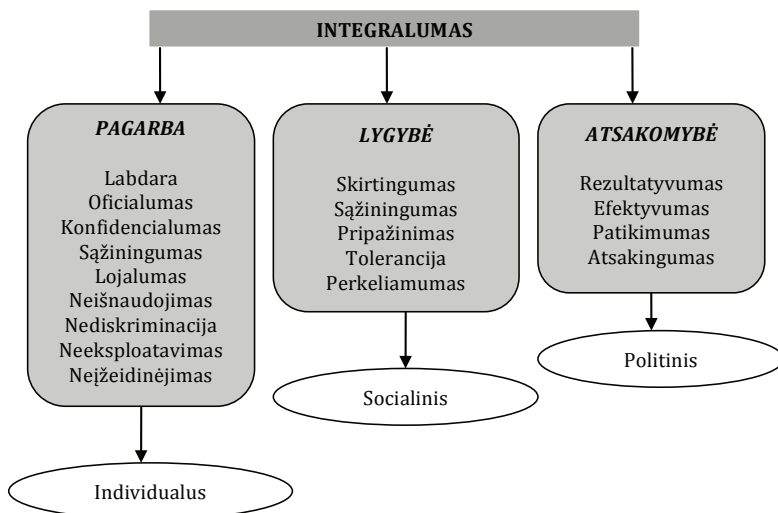 INTEGRALUMAS
PAGARBA
Labdara
Oficialumas
Konfidencialumas
Sąžiningumas
Lojalumas
Neišnaudojimas
Nediskriminacija
Neeksploatavimas
Neįžeidinėjimas
Individualus
LYGYBĖ
Skirtingumas
Sąžiningumas
Pripažinimas
Tolerancija
Perkeliamumas
Socialinis
ATSAKOMYBĖ
Rezultatyvumas
Efektyvumas
Patikimumas
Atsakingumas
Politinis